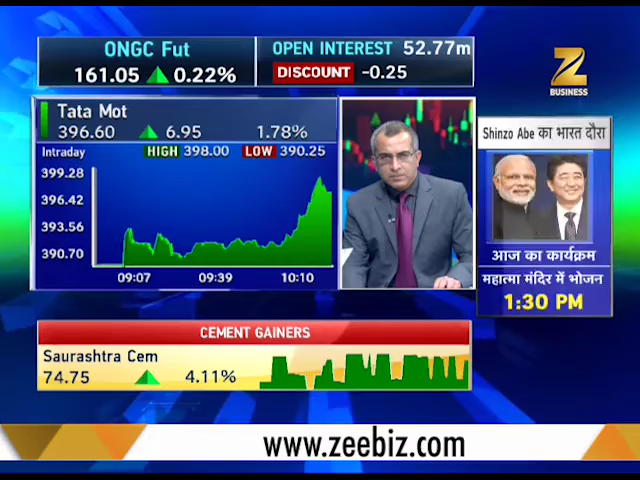 ONGC Fut
161.05 0.22%
OPEN INTEREST 52.77m
DISCOUNT -0.25
Z
BUSINESS
Tata Mot
396.60 6.95 1.78%
Intraday HIGH 398.00 LOW 390.25
399.28
396.42
393.56
390.70
09:07 09:39 10:10
Shinzo Abe का भारत दौरा
आज का कार्यक्रम
महात्मा मंदिर में भोजन
1:30 PM
CEMENT GAINERS
Saurashtra Cem
74.75 4.11%
www.zeebiz.com